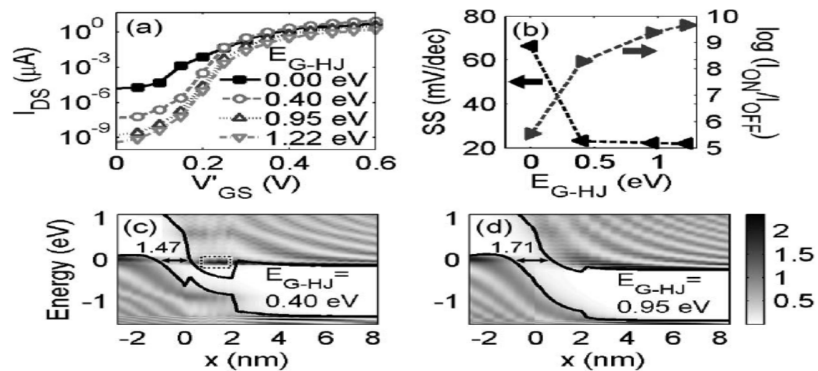 (a)
I_DS (μA)
10^0
10^-3
10^-6
10^-9
E_G-HJ
0.00 eV
0.40 eV
0.95 eV
1.22 eV
0 0.2 0.4 0.6
V'_GS (V)
(b)
SS (mV/dec)
80
60
40
20
10
9
8
7
6
5
log (I_ON/I_OFF)
0 0.5 1
E_G-HJ (eV)
(c)
Energy (eV)
1
0
-1
1.47
E_G-HJ=
0.40 eV
-2 0 2 4 6 8
x (nm)
(d)
1
0
-1
1.71
E_G-HJ=
0.95 eV
-2 0 2 4 6 8
x (nm)
2
1.5
1
0.5